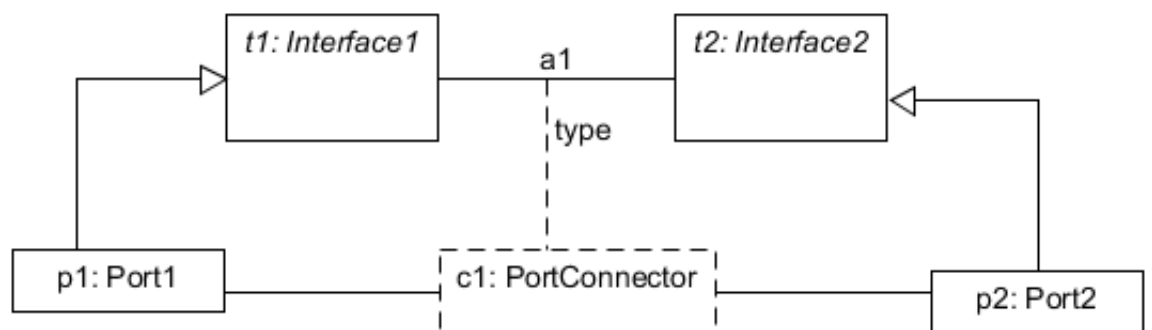 t1: Interface1
a1
t2: Interface2
type
p1: Port1
c1: PortConnector
p2: Port2